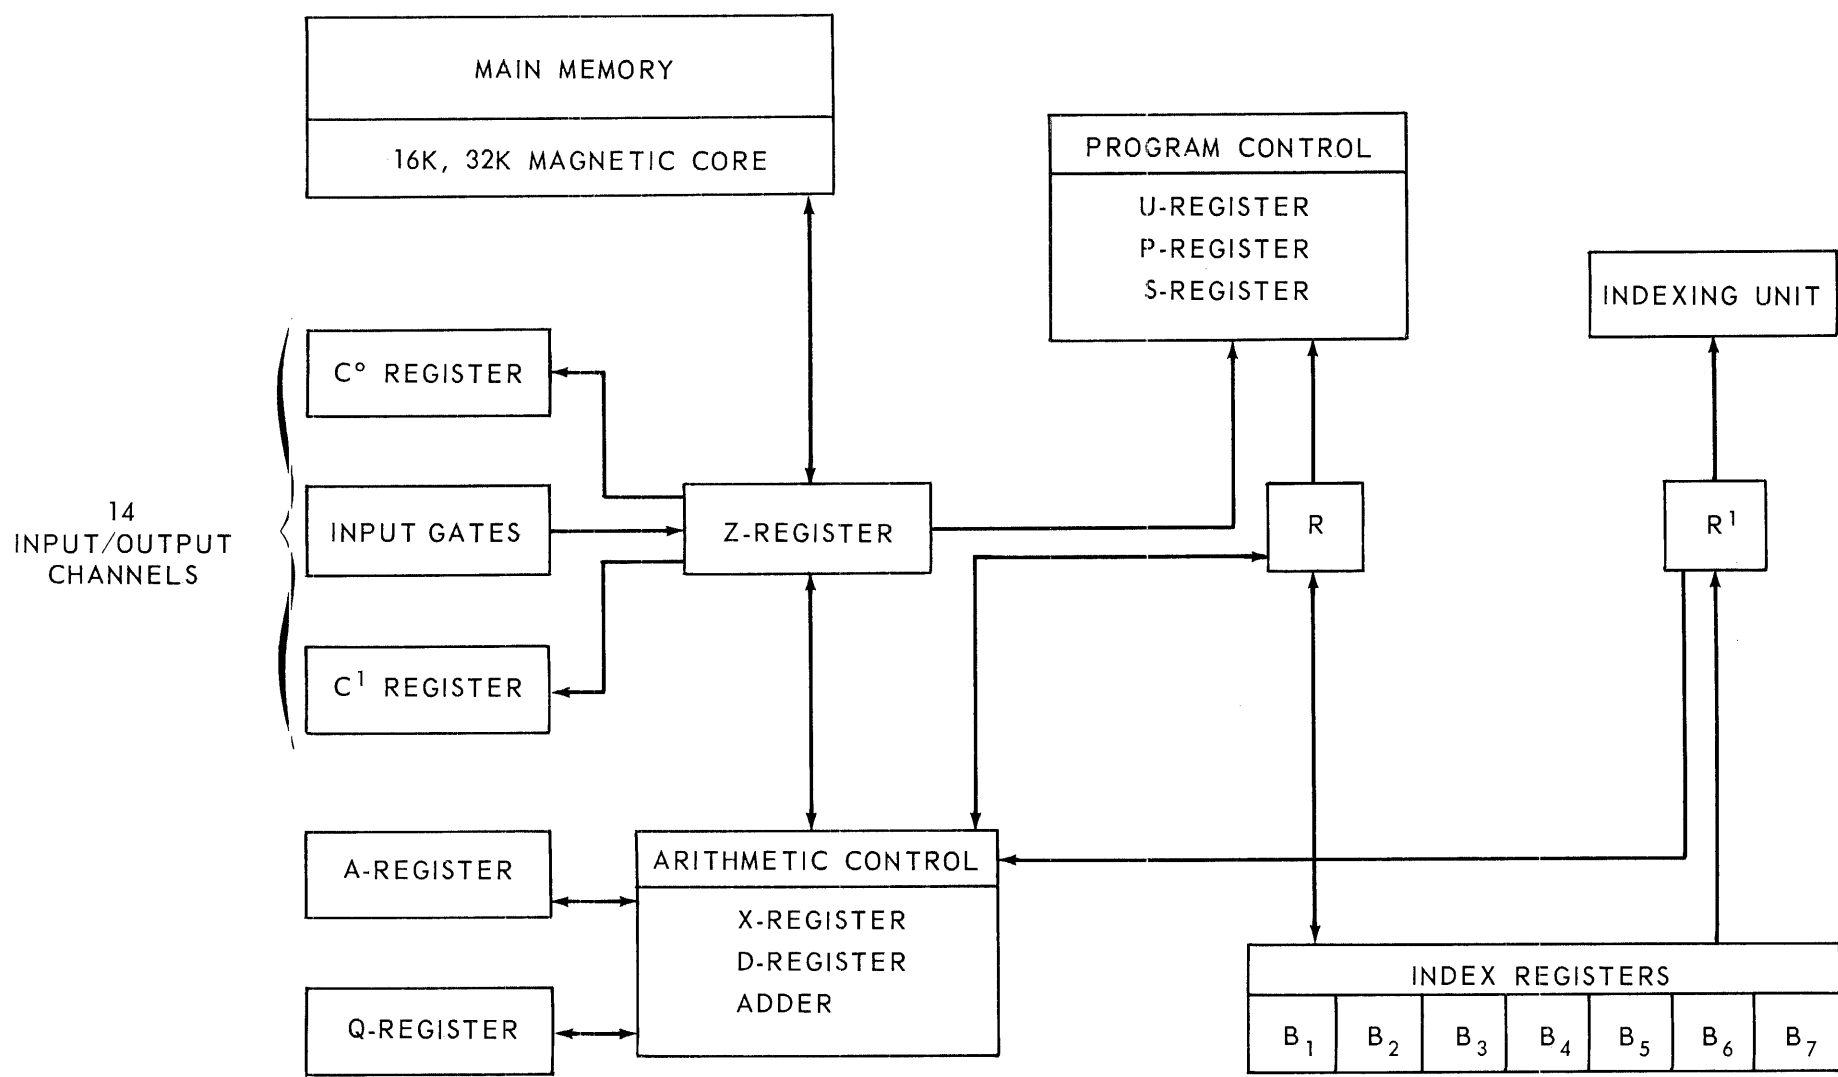 MAIN MEMORY
16K, 32K MAGNETIC CORE
PROGRAM CONTROL
U-REGISTER
P-REGISTER
S-REGISTER
INDEXING UNIT
C° REGISTER
INPUT GATES
C¹ REGISTER
14
INPUT/OUTPUT
CHANNELS
Z-REGISTER
R
R¹
A-REGISTER
Q-REGISTER
ARITHMETIC CONTROL
X-REGISTER
D-REGISTER
ADDER
INDEX REGISTERS
B₁ B₂ B₃ B₄ B₅ B₆ B₇